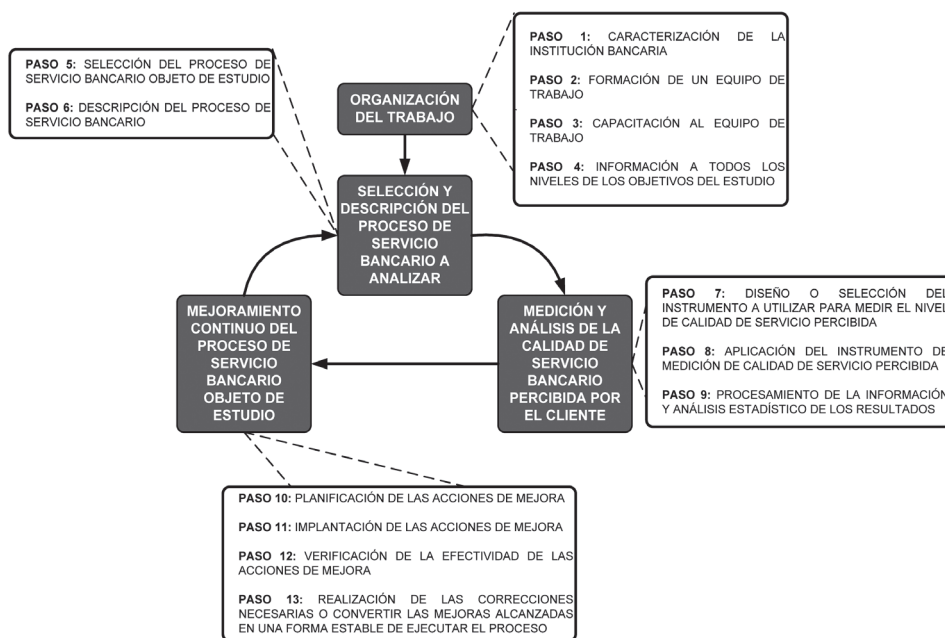 ORGANIZACIÓN
DEL TRABAJO
PASO 1: CARACTERIZACIÓN DE LA
INSTITUCIÓN BANCARIA
PASO 2: FORMACIÓN DE UN EQUIPO DE
TRABAJO
PASO 3: CAPACITACIÓN AL EQUIPO DE
TRABAJO
PASO 4: INFORMACIÓN A TODOS LOS
NIVELES DE LOS OBJETIVOS DEL ESTUDIO
PASO 5: SELECCIÓN DEL PROCESO DE
SERVICIO BANCARIO OBJETO DE ESTUDIO
PASO 6: DESCRIPCIÓN DEL PROCESO DE
SERVICIO BANCARIO
SELECCIÓN Y
DESCRIPCIÓN DEL
PROCESO DE
SERVICIO
BANCARIO A
ANALIZAR
MEDICIÓN Y
ANÁLISIS DE LA
CALIDAD DE
SERVICIO
BANCARIO
PERCIBIDA POR
EL CLIENTE
PASO 7: DISEÑO O SELECCIÓN DEL
INSTRUMENTO A UTILIZAR PARA MEDIR EL NIVEL
DE CALIDAD DE SERVICIO PERCIBIDA
PASO 8: APLICACIÓN DEL INSTRUMENTO DE
MEDICIÓN DE CALIDAD DE SERVICIO PERCIBIDA
PASO 9: PROCESAMIENTO DE LA INFORMACIÓN
Y ANÁLISIS ESTADÍSTICO DE LOS RESULTADOS
MEJORAMIENTO
CONTINUO DEL
PROCESO DE
SERVICIO
BANCARIO
OBJETO DE
ESTUDIO
PASO 10: PLANIFICACIÓN DE LAS ACCIONES DE MEJORA
PASO 11: IMPLANTACIÓN DE LAS ACCIONES DE MEJORA
PASO 12: VERIFICACIÓN DE LA EFECTIVIDAD DE LAS
ACCIONES DE MEJORA
PASO 13: REALIZACIÓN DE LAS CORRECCIONES
NECESARIAS O CONVERTIR LAS MEJORAS ALCANZADAS
EN UNA FORMA ESTABLE DE EJECUTAR EL PROCESO